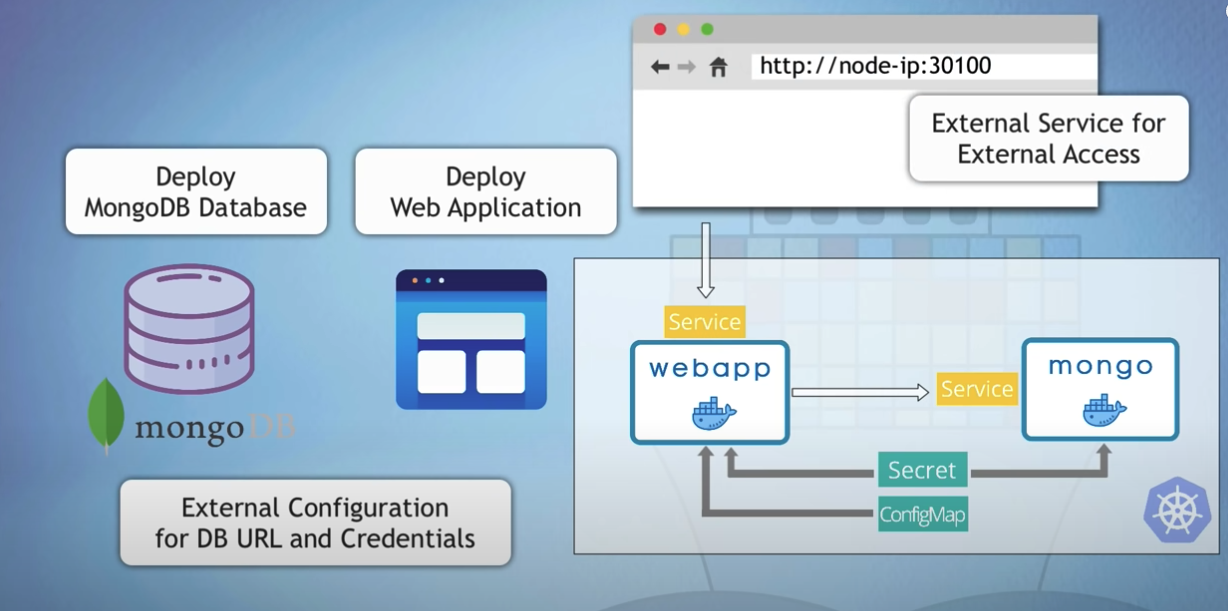 http://node-ip:30100
External Service for
External Access
Deploy
MongoDB Database
Deploy
Web Application
mongoDB
External Configuration
for DB URL and Credentials
Service
webapp
Service
mongo
Secret
ConfigMap